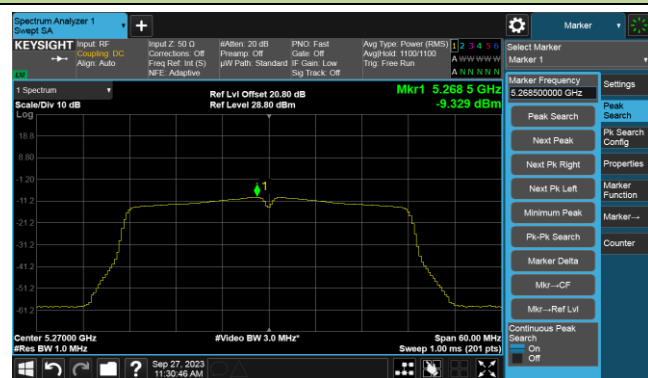 Spectrum Analyzer 1
Swept SA
Marker
KEYSIGHT
Input: RF
Coupling: DC
Align: Auto
Input Z: 50 Ω
Corrections: Off
Freq Ref: Int (S)
NFE: Adaptive
#Atten: 20 dB
Preamp: Off
µW Path: Standard
PNO: Fast
Gate: Off
IF Gain: Low
Sig Track: Off
Avg Type: Power (RMS)
Avg|Hold: 1100/1100
Trig: Free Run
1 2 3 4 5 6
A W W W W W
A N N N N N
LV
Select Marker
Marker 1
1 Spectrum
Scale/Div 10 dB
Log
Ref Lvl Offset 20.80 dB
Ref Level 28.80 dBm
Mkr1 5.268 5 GHz
-9.329 dBm
18.8
8.80
-1.20
-11.2
-21.2
-31.2
-41.2
-51.2
-61.2
1
Center 5.27000 GHz
#Res BW 1.0 MHz
#Video BW 3.0 MHz*
Span 60.00 MHz
Sweep 1.00 ms (201 pts)
Marker Frequency
5.268500000 GHz
Peak Search
Next Peak
Next Pk Right
Next Pk Left
Minimum Peak
Pk-Pk Search
Marker Delta
Mkr→CF
Mkr→Ref Lvl
Continuous Peak
Search
On
Off
Settings
Peak
Search
Pk Search
Config
Properties
Marker
Function
Marker→
Counter
?
Sep 27, 2023
11:30:46 AM